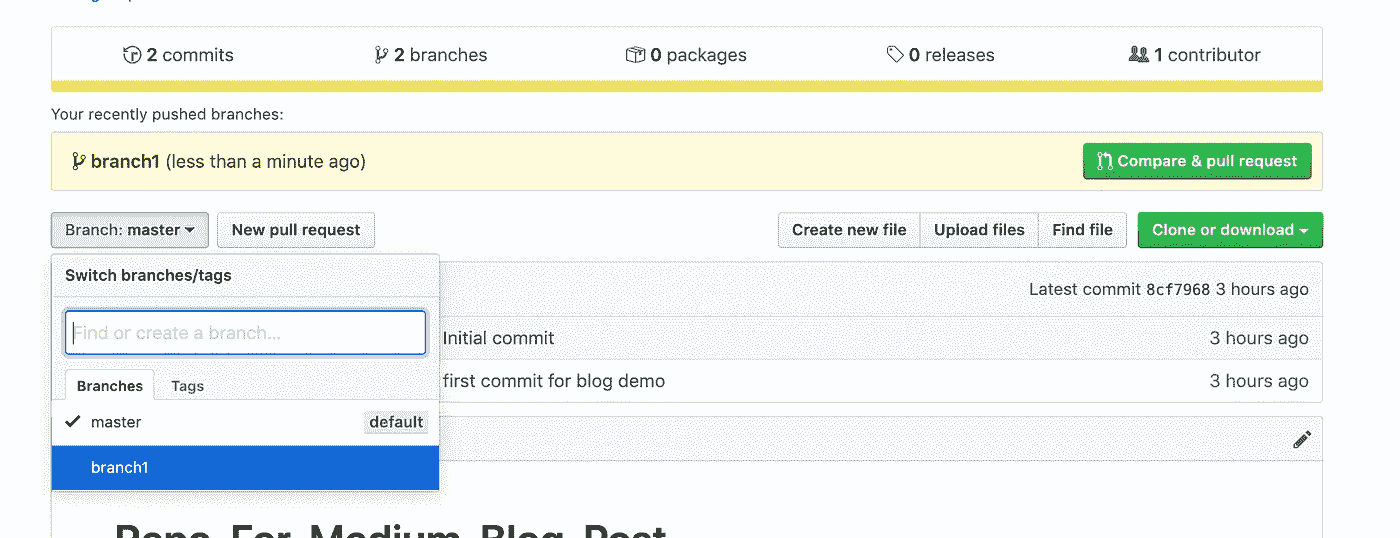 2 commits 2 branches 0 packages 0 releases 1 contributor
Your recently pushed branches:
branch1 (less than a minute ago) Compare & pull request
Branch: master New pull request Create new file Upload files Find file Clone or download
Switch branches/tags
Latest commit 8cf7968 3 hours ago
Find or create a branch...
Initial commit 3 hours ago
first commit for blog demo 3 hours ago
Branches Tags
master default
branch1